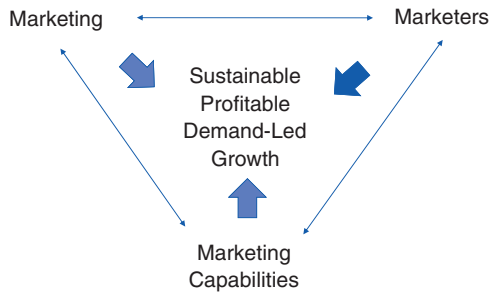 Marketing
Marketers
Sustainable
Profitable
Demand-Led
Growth
Marketing
Capabilities